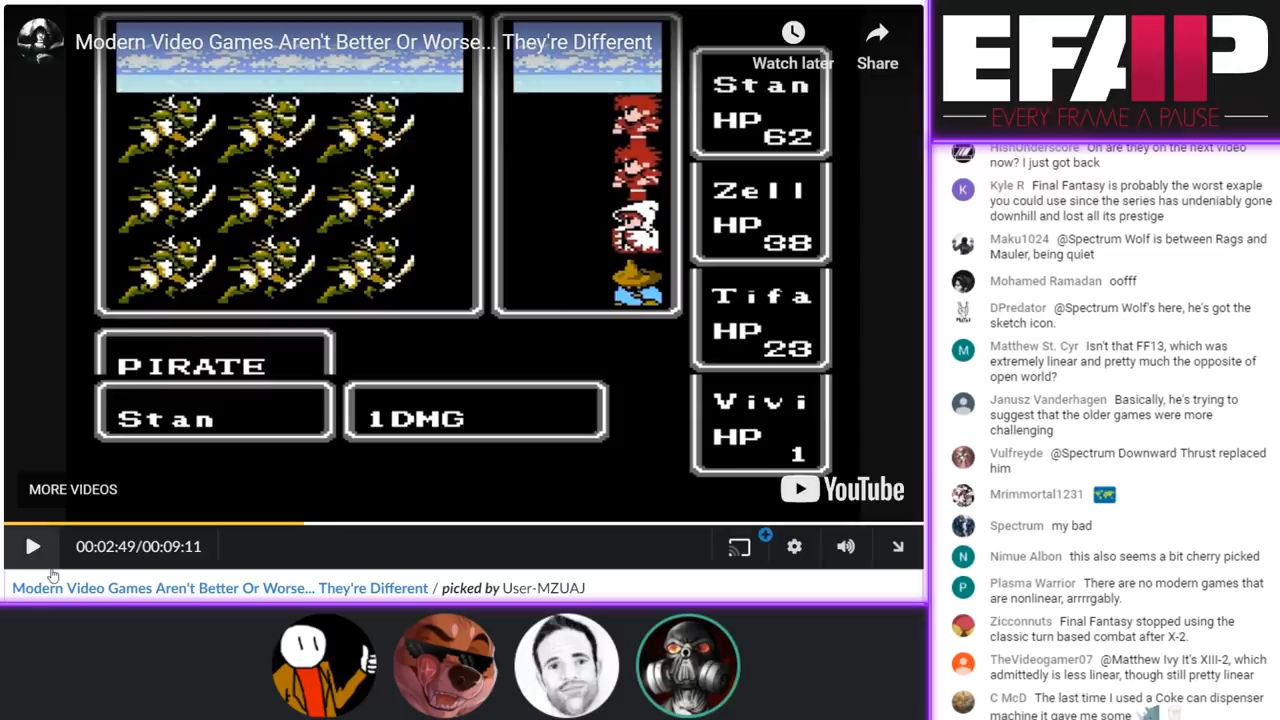 Modern Video Games Aren't Better Or Worse... They're Different
Watch later
Share
Stan
HP
62
Zell
HP
38
Tifa
HP
23
Vivi
HP
1
PIRATE
Stan
1DMG
MORE VIDEOS
YouTube
00:02:49/00:09:11
Modern Video Games Aren't Better Or Worse... They're Different / picked by User-MZUAJ
EFAP
EVERY FRAME A PAUSE
HishUnderscore Oh are they on the next video
now? I just got back
Kyle R Final Fantasy is probably the worst exaple
you could use since the series has undeniably gone
downhill and lost all its prestige
Maku1024 @Spectrum Wolf is between Rags and
Mauler, being quiet
Mohamed Ramadan oofff
DPredator @Spectrum Wolf's here, he's got the
sketch icon.
Matthew St. Cyr Isn't that FF13, which was
extremely linear and pretty much the opposite of
open world?
Janusz Vanderhagen Basically, he's trying to
suggest that the older games were more
challenging
Vulfreyde @Spectrum Downward Thrust replaced
him
Mrimmortal1231
Spectrum my bad
Nimue Albon this also seems a bit cherry picked
Plasma Warrior There are no modern games that
are nonlinear, arrrrgably.
Zicconnuts Final Fantasy stopped using the
classic turn based combat after X-2.
TheVideogamer07 @Matthew Ivy It's XIII-2, which
admittedly is less linear, though still pretty linear
C McD The last time I used a Coke can dispenser
machine it gave me some